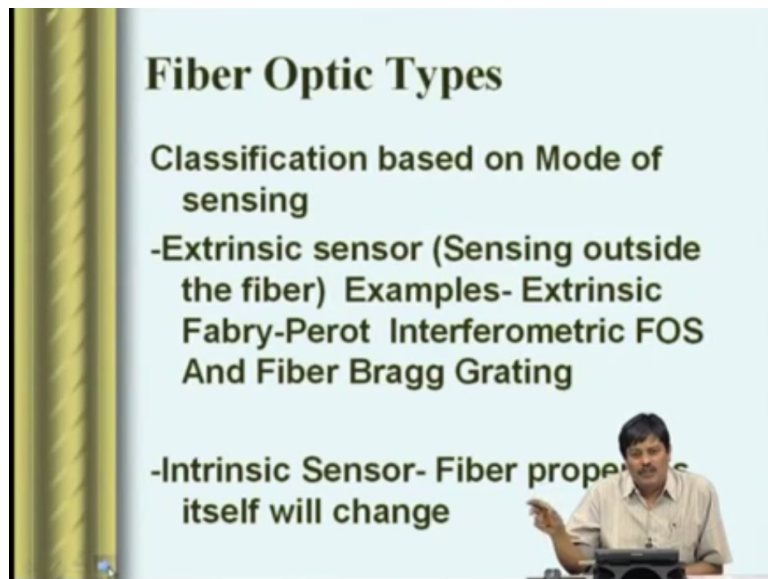 Fiber Optic Types
Classification based on Mode of
sensing
-Extrinsic sensor (Sensing outside
the fiber) Examples- Extrinsic
Fabry-Perot Interferometric FOS
And Fiber Bragg Grating
-Intrinsic Sensor- Fiber
itself will change